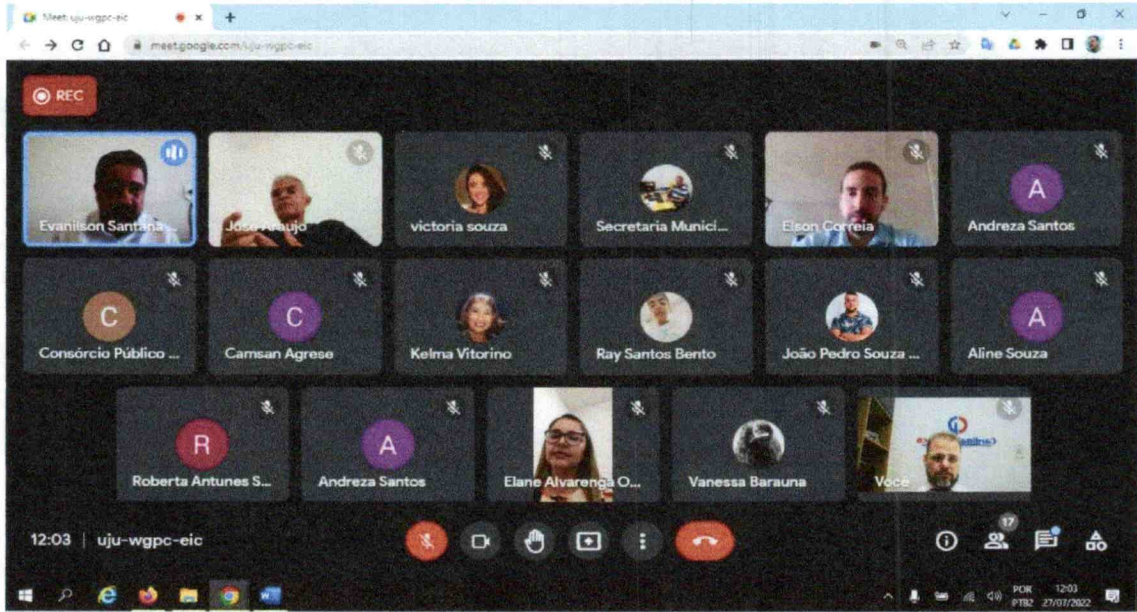 Meet: uju-wgpc-eic
meet.google.com/uju-wgpc-eic
REC
Evanilson Santana ...
Jose Araujo
victoria souza
Secretaria Munici...
Elson Correia
A
Andreza Santos
C
Consórcio Público ...
C
Camsan Agrese
Kelma Vitorino
Ray Santos Bento
João Pedro Souza ...
A
Aline Souza
R
Roberta Antunes S...
A
Andreza Santos
Elane Alvarenga O...
Vanessa Barauna
Você
12:03 | uju-wgpc-eic
17
POR
12:03
PTB2
27/07/2022